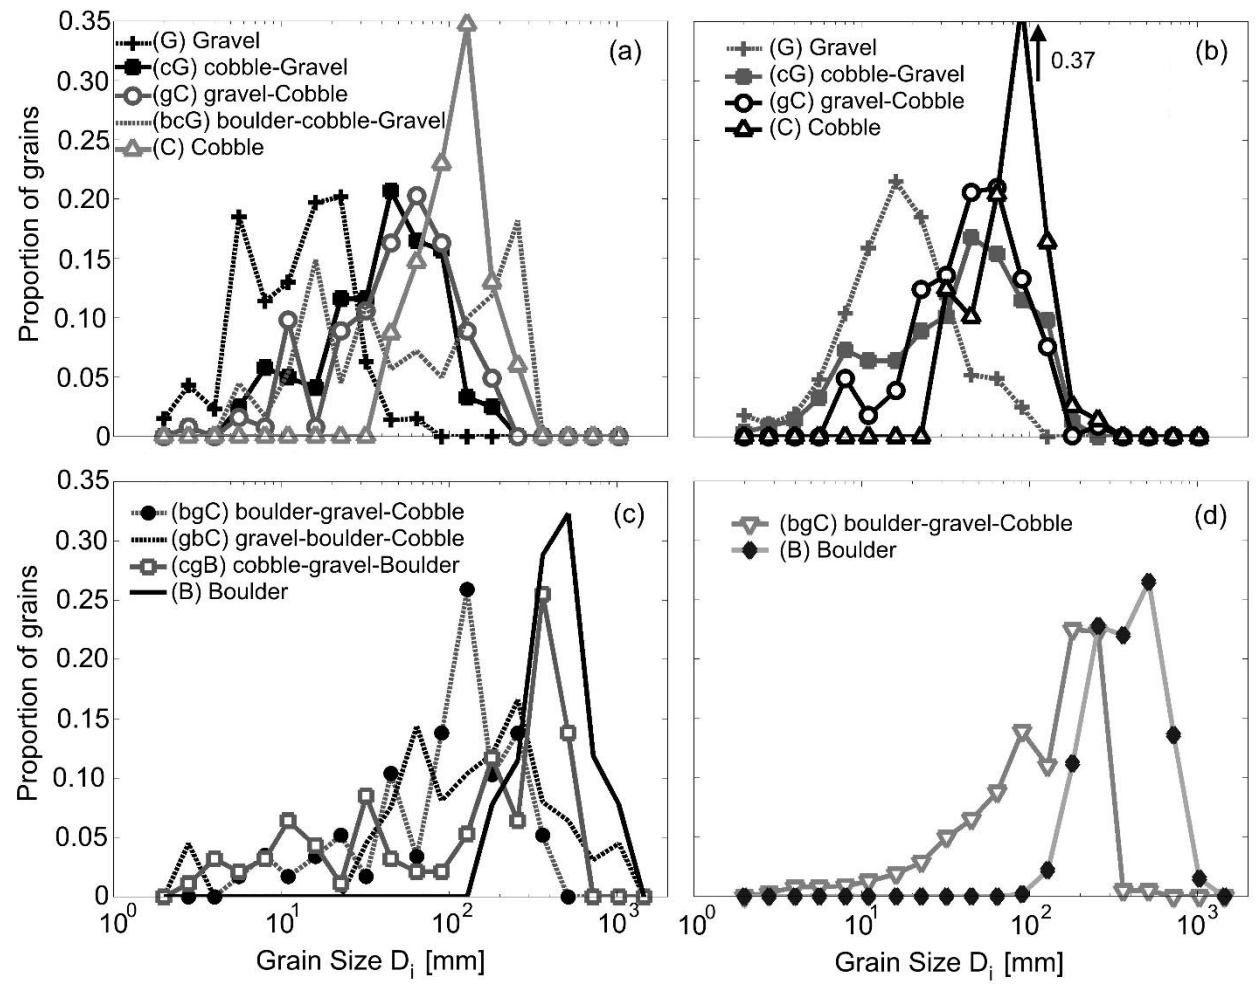 0.35
0.30
0.25
0.20
0.15
0.10
0.05
0
Proportion of grains
(G) Gravel
(cG) cobble-Gravel
(gC) gravel-Cobble
(bcG) boulder-cobble-Gravel
(C) Cobble
(a)
(G) Gravel
(cG) cobble-Gravel
(gC) gravel-Cobble
(C) Cobble
0.37
(b)
0.35
0.30
0.25
0.20
0.15
0.10
0.05
0
Proportion of grains
(bgC) boulder-gravel-Cobble
(gbC) gravel-boulder-Cobble
(cgB) cobble-gravel-Boulder
(B) Boulder
(c)
10^0 10^1 10^2 10^3
Grain Size D_i [mm]
(bgC) boulder-gravel-Cobble
(B) Boulder
(d)
10^0 10^1 10^2 10^3
Grain Size D_i [mm]